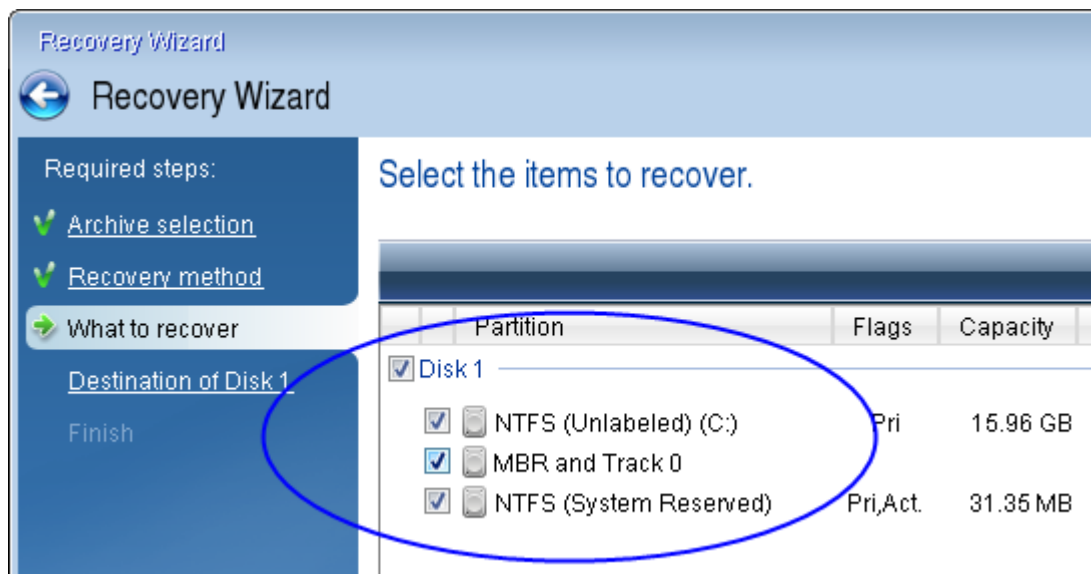 Recovery Wizard
Recovery Wizard
Required steps:
Archive selection
Recovery method
What to recover
Destination of Disk 1
Finish
Select the items to recover.
Partition Flags Capacity
Disk 1
NTFS (Unlabeled) (C:) Pri 15.96 GB
MBR and Track 0
NTFS (System Reserved) Pri,Act. 31.35 MB